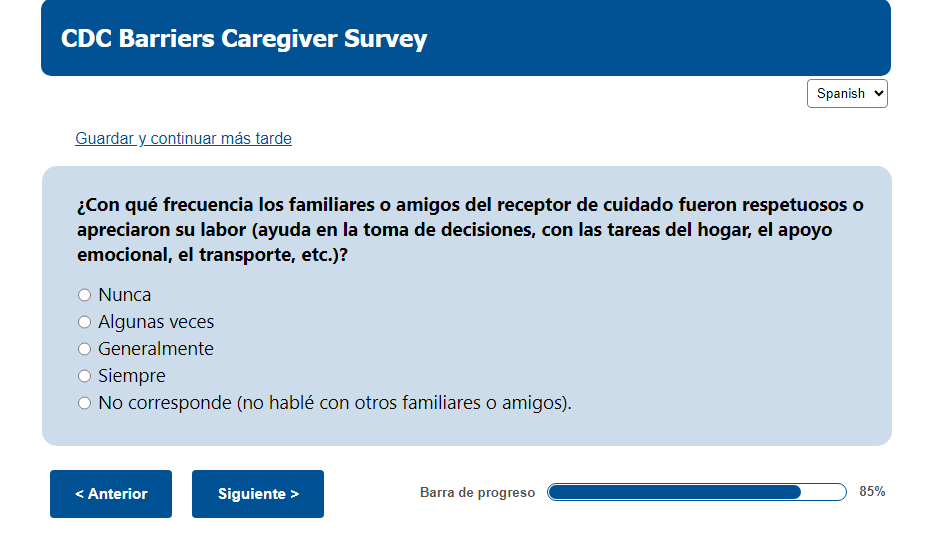 CDC Barriers Caregiver Survey
Spanish
Guardar y continuar más tarde
¿Con qué frecuencia los familiares o amigos del receptor de cuidado fueron respetuosos o
apreciaron su labor (ayuda en la toma de decisiones, con las tareas del hogar, el apoyo
emocional, el transporte, etc.)?
Nunca
Algunas veces
Generalmente
Siempre
No corresponde (no hablé con otros familiares o amigos).
< Anterior
Siguiente >
Barra de progreso
85%